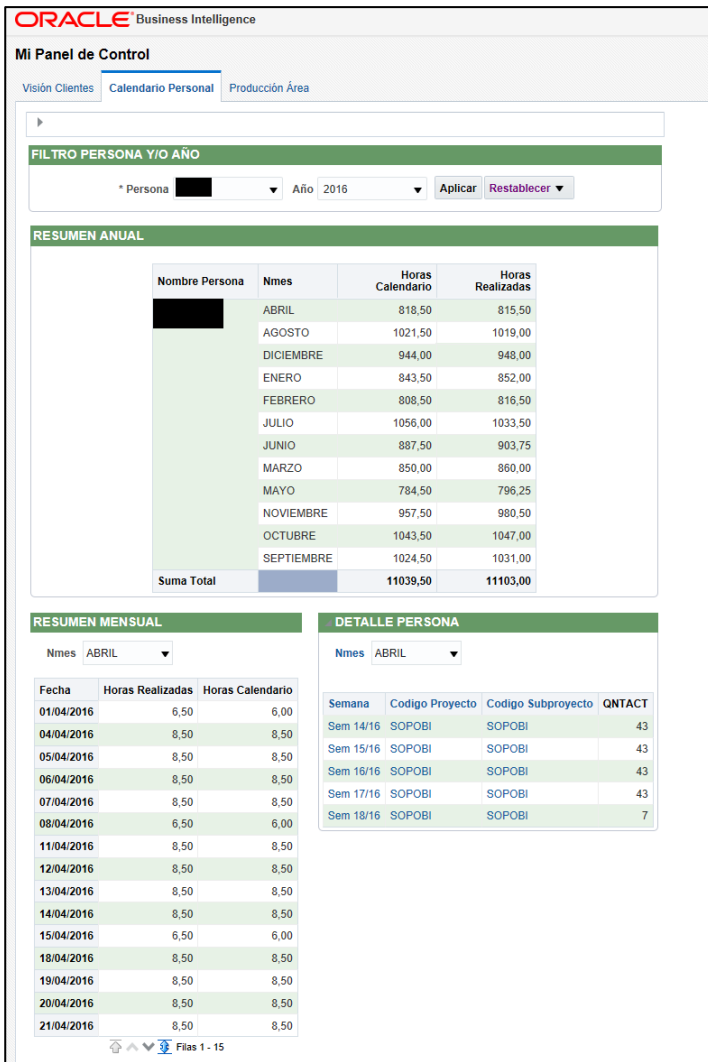 ORACLE Business Intelligence
Mi Panel de Control
Visión Clientes Calendario Personal Producción Área
FILTRO PERSONA Y/O AÑO
* Persona Año 2016 Aplicar Restablecer
RESUMEN ANUAL
Nombre Persona Nmes Horas Calendario Horas Realizadas
ABRIL 818,50 815,50
AGOSTO 1021,50 1019,00
DICIEMBRE 944,00 948,00
ENERO 843,50 852,00
FEBRERO 808,50 816,50
JULIO 1056,00 1033,50
JUNIO 887,50 903,75
MARZO 850,00 860,00
MAYO 784,50 796,25
NOVIEMBRE 957,50 980,50
OCTUBRE 1043,50 1047,00
SEPTIEMBRE 1024,50 1031,00
Suma Total 11039,50 11103,00
RESUMEN MENSUAL
Nmes ABRIL
Fecha Horas Realizadas Horas Calendario
01/04/2016 6,50 6,00
04/04/2016 8,50 8,50
05/04/2016 8,50 8,50
06/04/2016 8,50 8,50
07/04/2016 8,50 8,50
08/04/2016 6,50 6,00
11/04/2016 8,50 8,50
12/04/2016 8,50 8,50
13/04/2016 8,50 8,50
14/04/2016 8,50 8,50
15/04/2016 6,50 6,00
18/04/2016 8,50 8,50
19/04/2016 8,50 8,50
20/04/2016 8,50 8,50
21/04/2016 8,50 8,50
Filas 1 - 15
DETALLE PERSONA
Nmes ABRIL
Semana Codigo Proyecto Codigo Subproyecto QNTACT
Sem 14/16 SOPOBI SOPOBI 43
Sem 15/16 SOPOBI SOPOBI 43
Sem 16/16 SOPOBI SOPOBI 43
Sem 17/16 SOPOBI SOPOBI 43
Sem 18/16 SOPOBI SOPOBI 7